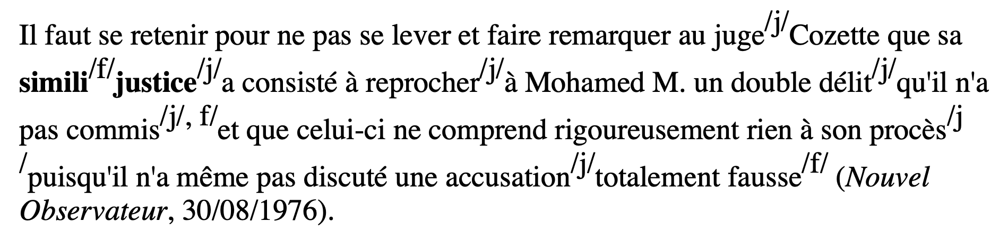 Il faut se retenir pour ne pas se lever et faire remarquer au juge/j/Cozette que sa
simili/f/justice/j/a consisté à reprocher/j/à Mohamed M. un double délit/j/qu'il n'a
pas commis/j/, f/et que celui-ci ne comprend rigoureusement rien à son procès/j
/puisqu'il n'a même pas discuté une accusation/j/totalement fausse/f/ (Nouvel
Observateur, 30/08/1976).